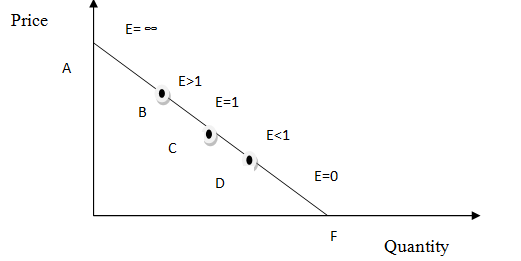 Price
E= ∞
A
E>1
B
E=1
C
E<1
D
E=0
F
Quantity